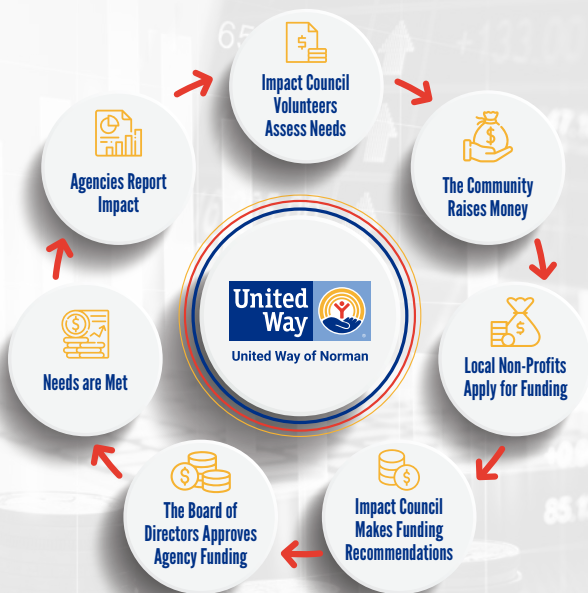 Impact Council
Volunteers
Assess Needs
The Community
Raises Money
Local Non-Profits
Apply for Funding
Impact Council
Makes Funding
Recommendations
The Board of
Directors Approves
Agency Funding
Needs are Met
Agencies Report
Impact
United
Way
United Way of Norman